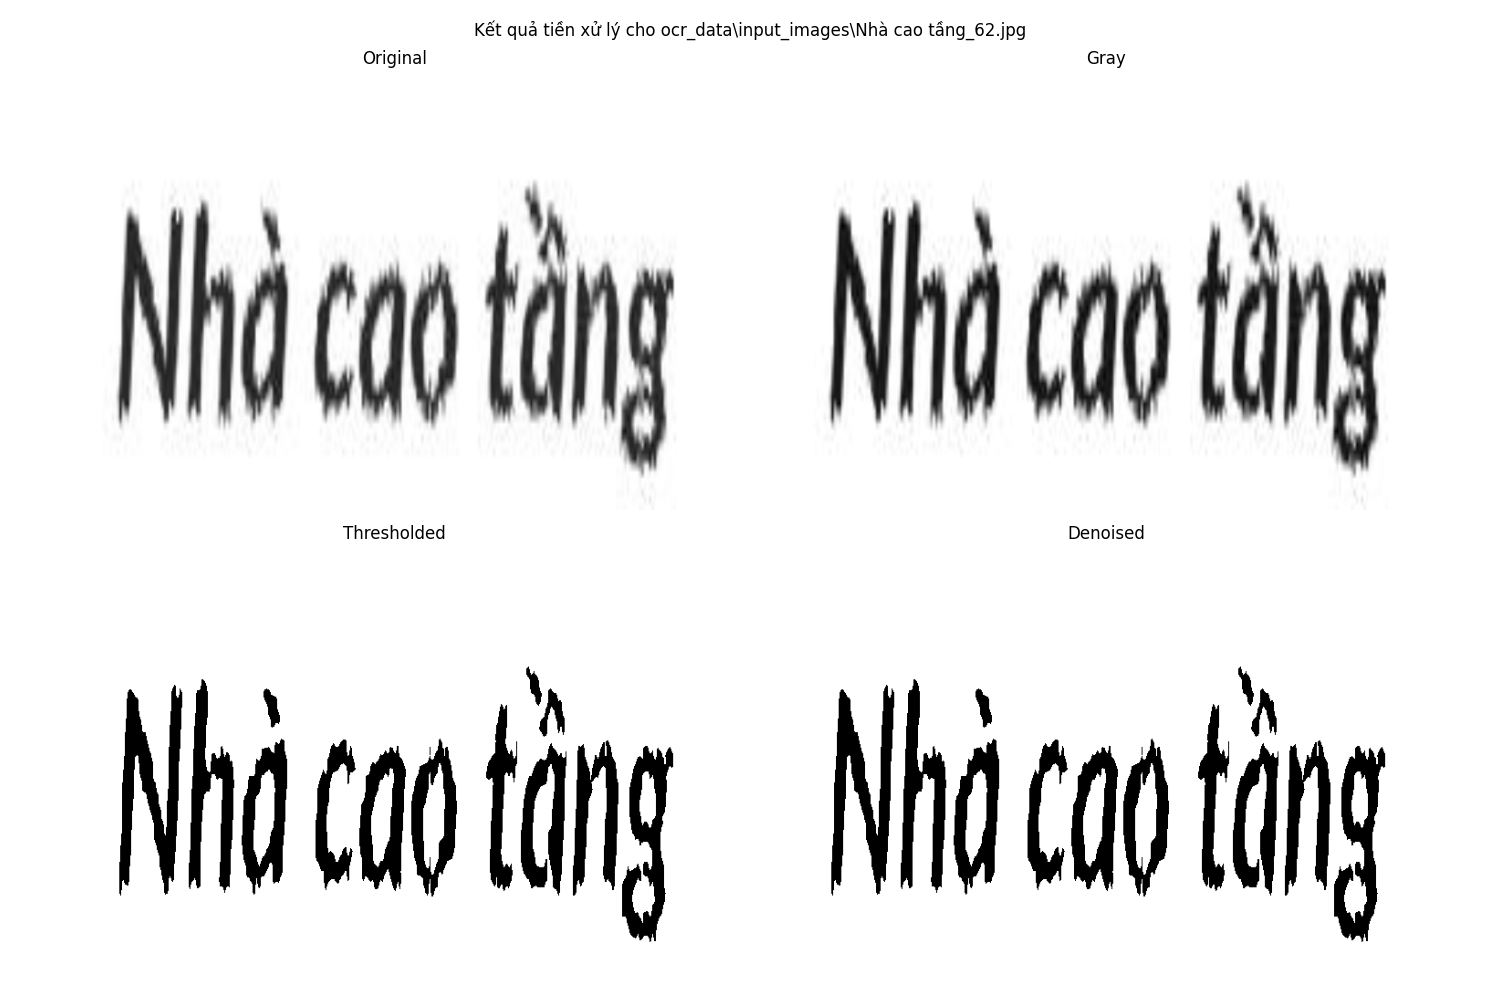 Kết quả tiền xử lý cho ocr_data\input_images\Nhà cao tầng_62.jpg
Original
Gray
Nhà cao tầng
Nhà cao tầng
Thresholded
Denoised
Nhà cao tầng
Nhà cao tầng